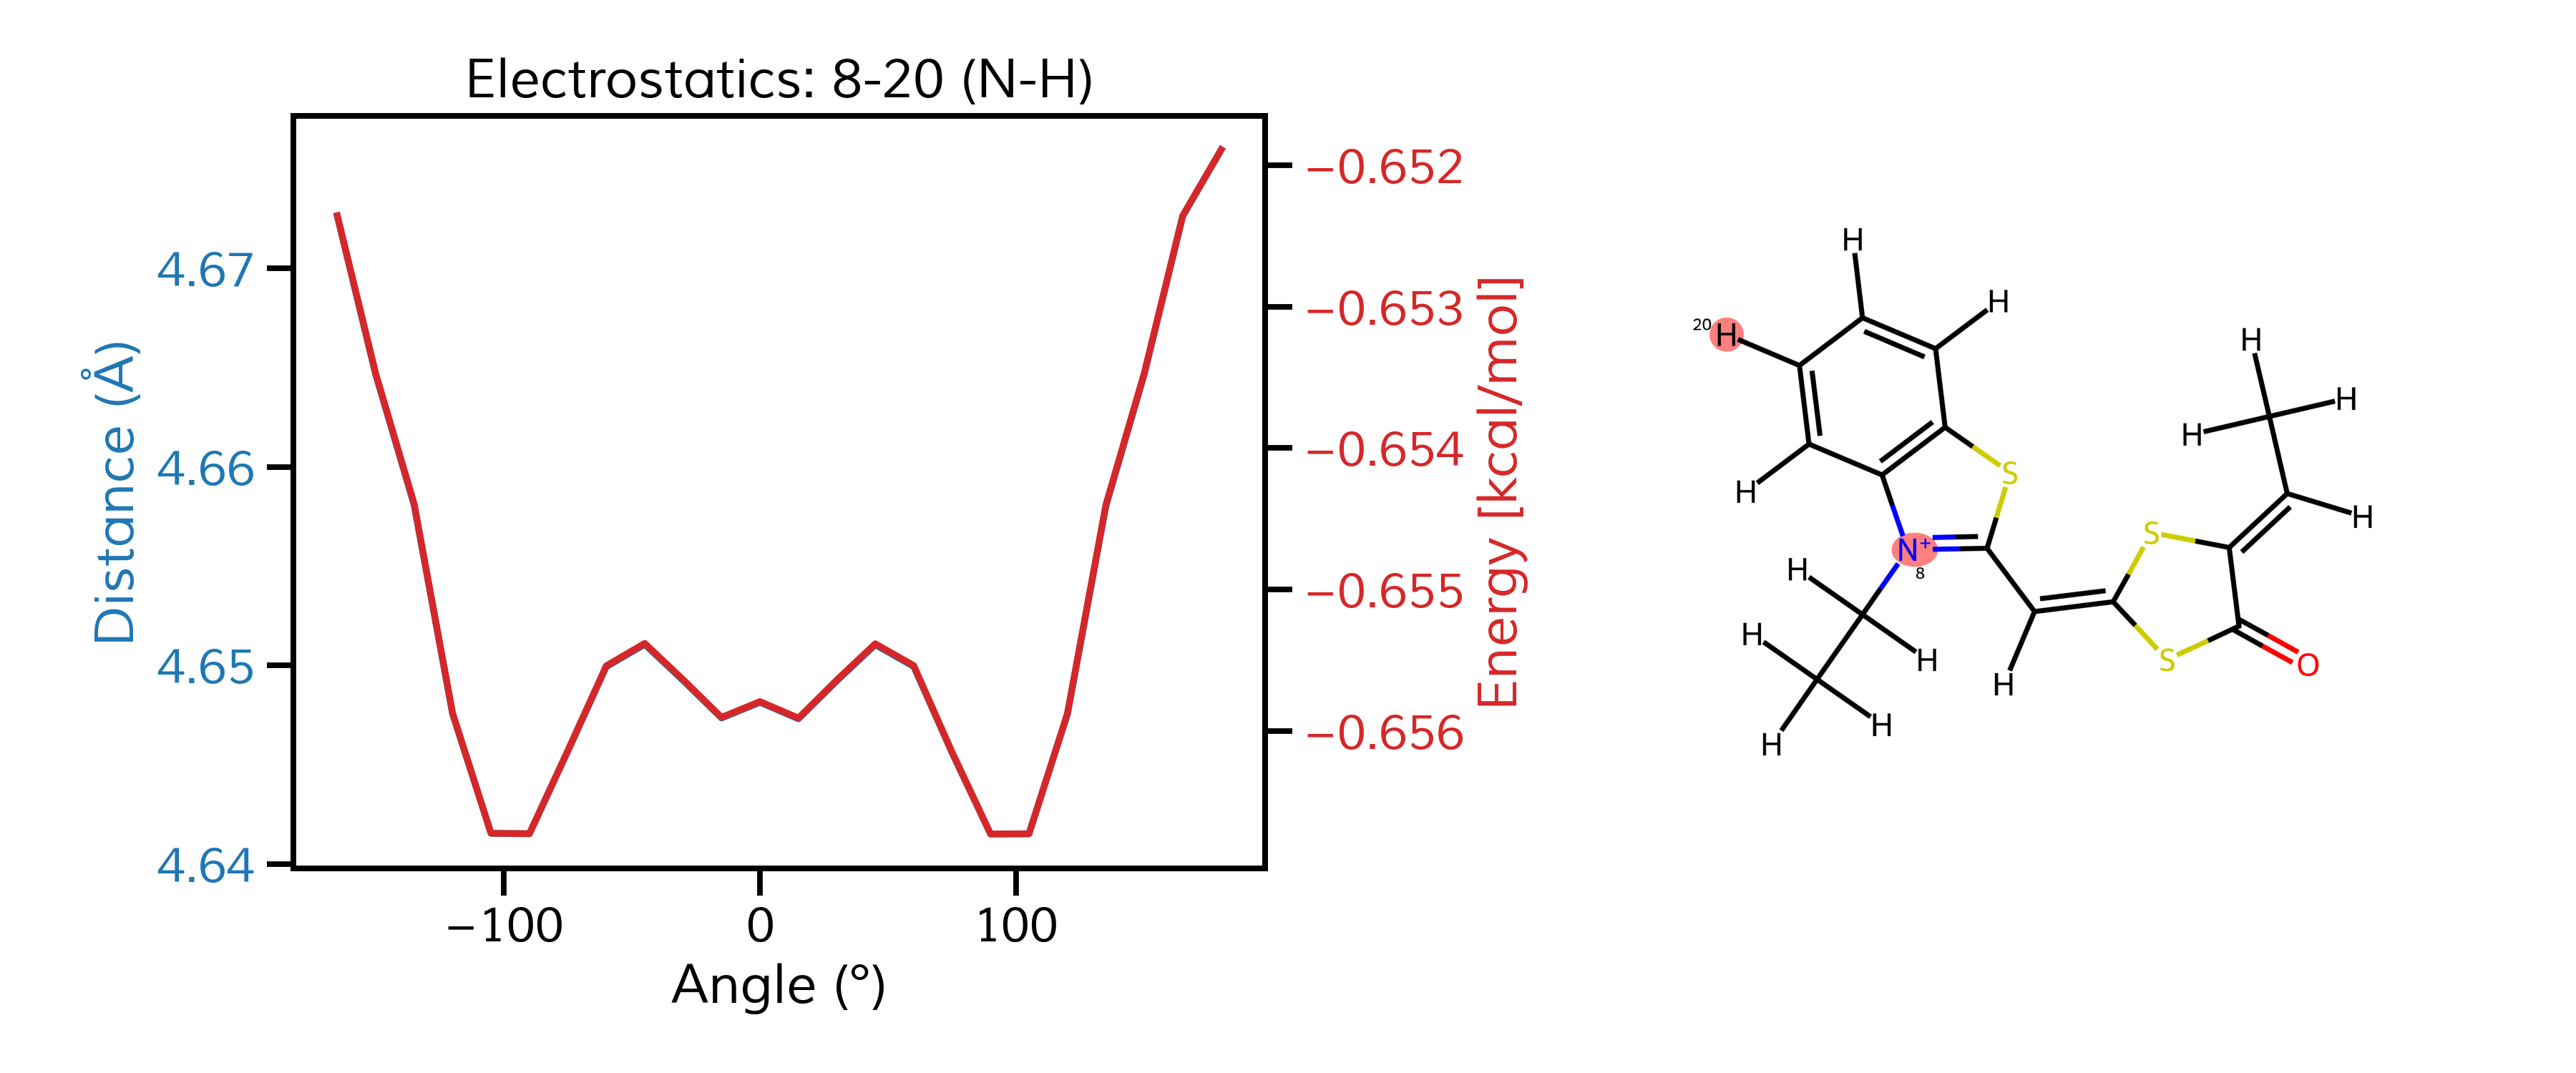 Electrostatics: 8-20 (N-H)
Distance (Å)
4.67
4.66
4.65
4.64
−100
0
100
Angle (°)
−0.652
−0.653
−0.654
−0.655
−0.656
Energy [kcal/mol]
H
H
20 H
H
H
H
H
S
H
S
H
N+
8
H
H
H
H
S
O
H
H
H